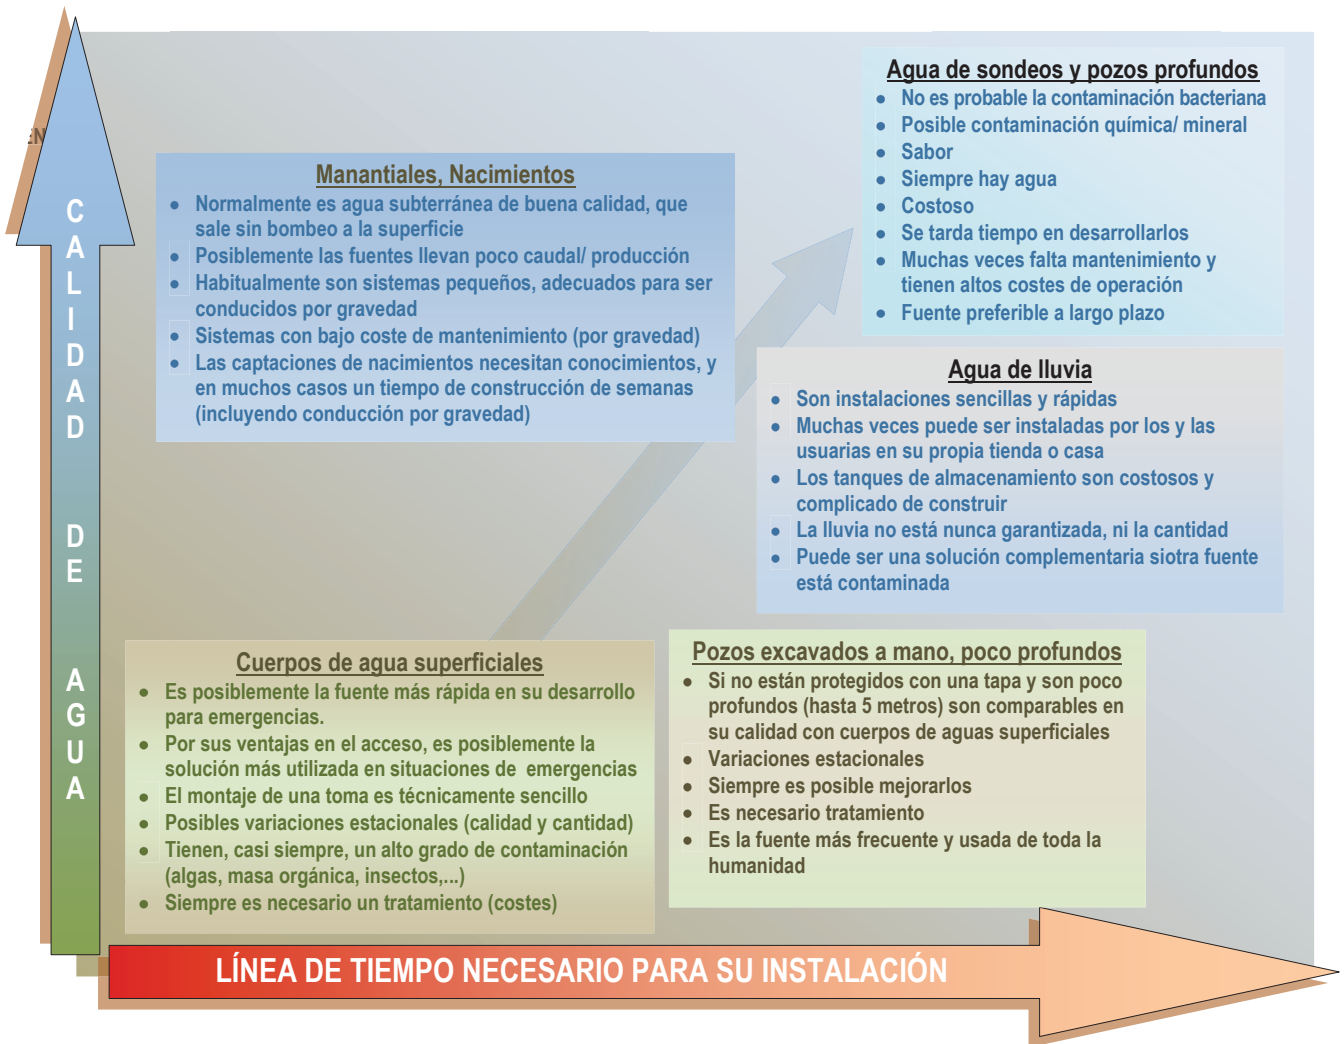 EN
CALIDAD DE AGUA
Agua de sondeos y pozos profundos
● No es probable la contaminación bacteriana
● Posible contaminación química/ mineral
● Sabor
● Siempre hay agua
● Costoso
● Se tarda tiempo en desarrollarlos
● Muchas veces falta mantenimiento y
tienen altos costes de operación
● Fuente preferible a largo plazo
Manantiales, Nacimientos
● Normalmente es agua subterránea de buena calidad, que
sale sin bombeo a la superficie
● Posiblemente las fuentes llevan poco caudal/ producción
● Habitualmente son sistemas pequeños, adecuados para ser
conducidos por gravedad
● Sistemas con bajo coste de mantenimiento (por gravedad)
● Las captaciones de nacimientos necesitan conocimientos, y
en muchos casos un tiempo de construcción de semanas
(incluyendo conducción por gravedad)
Agua de lluvia
● Son instalaciones sencillas y rápidas
● Muchas veces puede ser instaladas por los y las
usuarias en su propia tienda o casa
● Los tanques de almacenamiento son costosos y
complicado de construir
● La lluvia no está nunca garantizada, ni la cantidad
● Puede ser una solución complementaria siotra fuente
está contaminada
Cuerpos de agua superficiales
● Es posiblemente la fuente más rápida en su desarrollo
para emergencias.
● Por sus ventajas en el acceso, es posiblemente la
solución más utilizada en situaciones de emergencias
● El montaje de una toma es técnicamente sencillo
● Posibles variaciones estacionales (calidad y cantidad)
● Tienen, casi siempre, un alto grado de contaminación
(algas, masa orgánica, insectos,...)
● Siempre es necesario un tratamiento (costes)
Pozos excavados a mano, poco profundos
● Si no están protegidos con una tapa y son poco
profundos (hasta 5 metros) son comparables en
su calidad con cuerpos de aguas superficiales
● Variaciones estacionales
● Siempre es posible mejorarlos
● Es necesario tratamiento
● Es la fuente más frecuente y usada de toda la
humanidad
LÍNEA DE TIEMPO NECESARIO PARA SU INSTALACIÓN